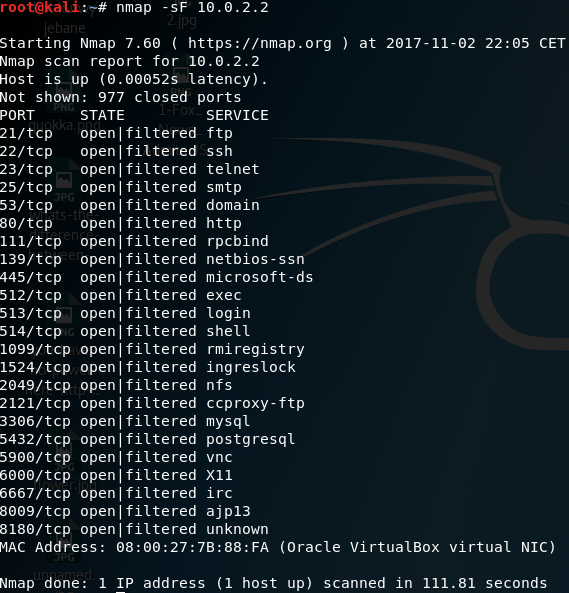 root@kali:~# nmap -sF 10.0.2.2
jebane
2.jpg
Starting Nmap 7.60 ( https://nmap.org ) at 2017-11-02 22:05 CET
Nmap scan report for 10.0.2.2
Host is up (0.00052s latency).
Not shown: 977 closed ports
PORT STATE SERVICE
quokka.png
21/tcp open|filtered ftp
22/tcp open|filtered ssh
23/tcp open|filtered telnet
25/tcp open|filtered smtp
53/tcp open|filtered domain
whats-the-
80/tcp open|filtered http
111/tcp open|filtered rpcbind
139/tcp open|filtered netbios-ssn
445/tcp open|filtered microsoft-ds
512/tcp open|filtered exec
513/tcp open|filtered login
514/tcp open|filtered shell
1099/tcp open|filtered rmiregistry
1524/tcp open|filtered ingreslock
2049/tcp open|filtered nfs
2121/tcp open|filtered ccproxy-ftp
3306/tcp open|filtered mysql
5432/tcp open|filtered postgresql
5900/tcp open|filtered vnc
6000/tcp open|filtered X11
6667/tcp open|filtered irc
8009/tcp open|filtered ajp13
8180/tcp open|filtered unknown
MAC Address: 08:00:27:7B:88:FA (Oracle VirtualBox virtual NIC)
unnamed.
Nmap done: 1 IP address (1 host up) scanned in 111.81 seconds